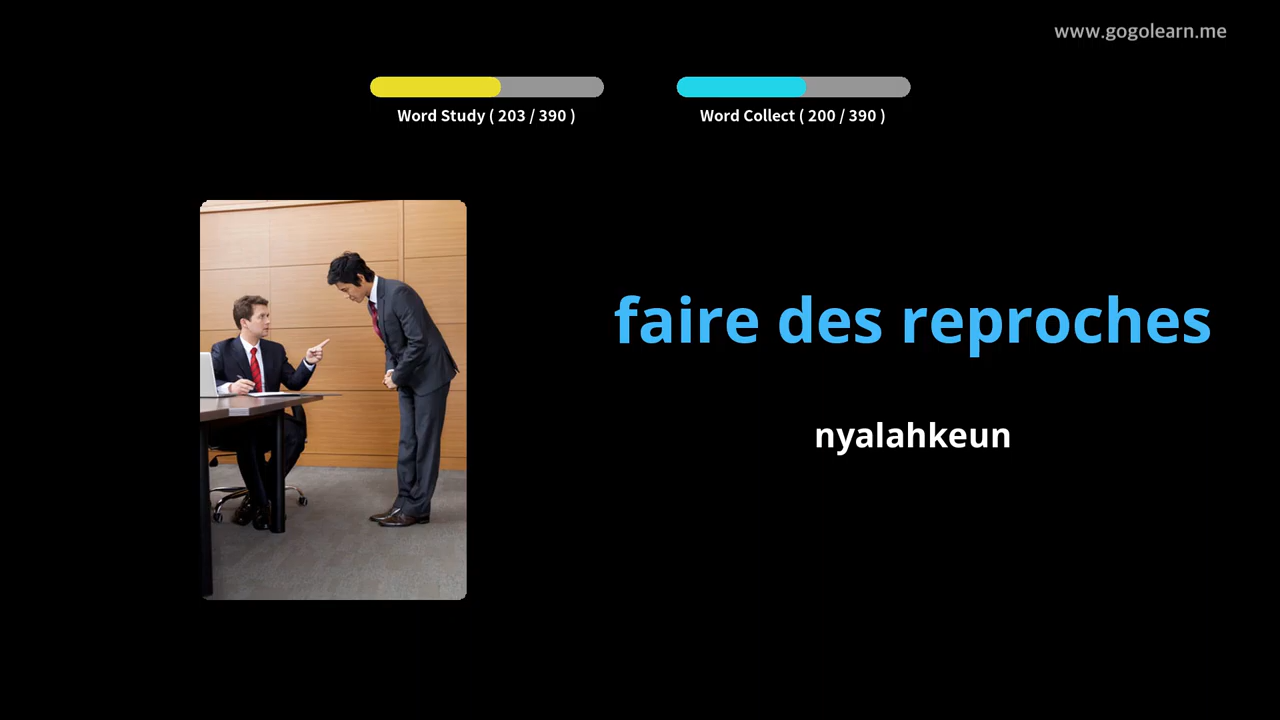 www.gogolearn.me
Word Study ( 203 / 390 )
Word Collect ( 200 / 390 )
faire des reproches
nyalahkeun